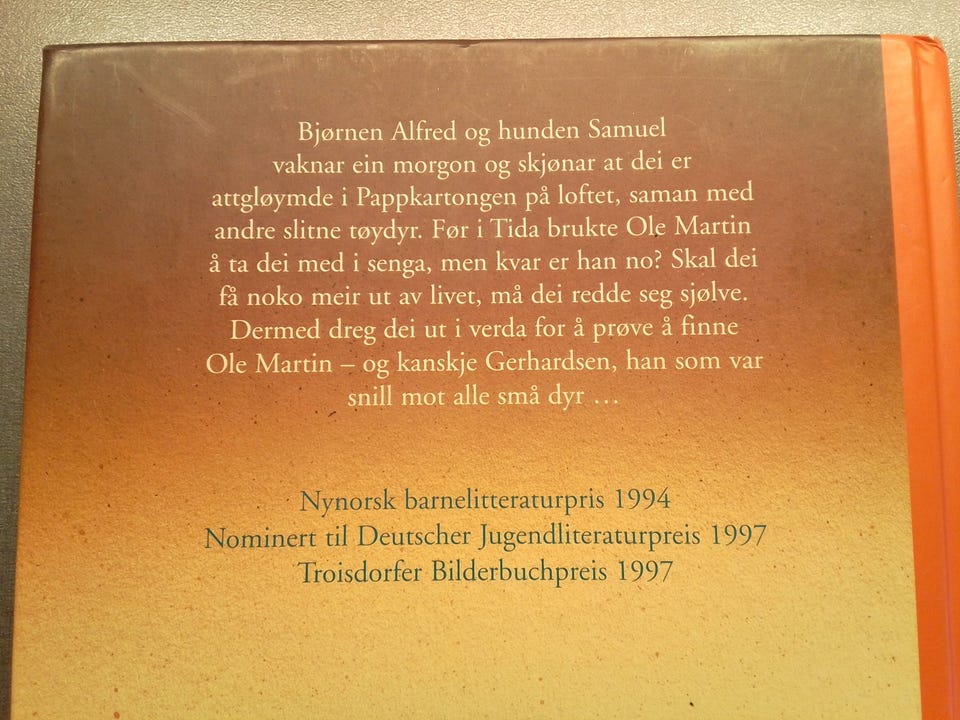 Bjørnen Alfred og hunden Samuel
vaknar ein morgon og skjønar at dei er
attgløymde i Pappkartongen på loftet, saman med
andre slitne tøydyr. Før i Tida brukte Ole Martin
å ta dei med i senga, men kvar er han no? Skal dei
få noko meir ut av livet, må dei redde seg sjølve.
Dermed dreg dei ut i verda for å prøve å finne
Ole Martin – og kanskje Gerhardsen, han som var
snill mot alle små dyr …
Nynorsk barnelitteraturpris 1994
Nominert til Deutscher Jugendliteraturpreis 1997
Troisdorfer Bilderbuchpreis 1997